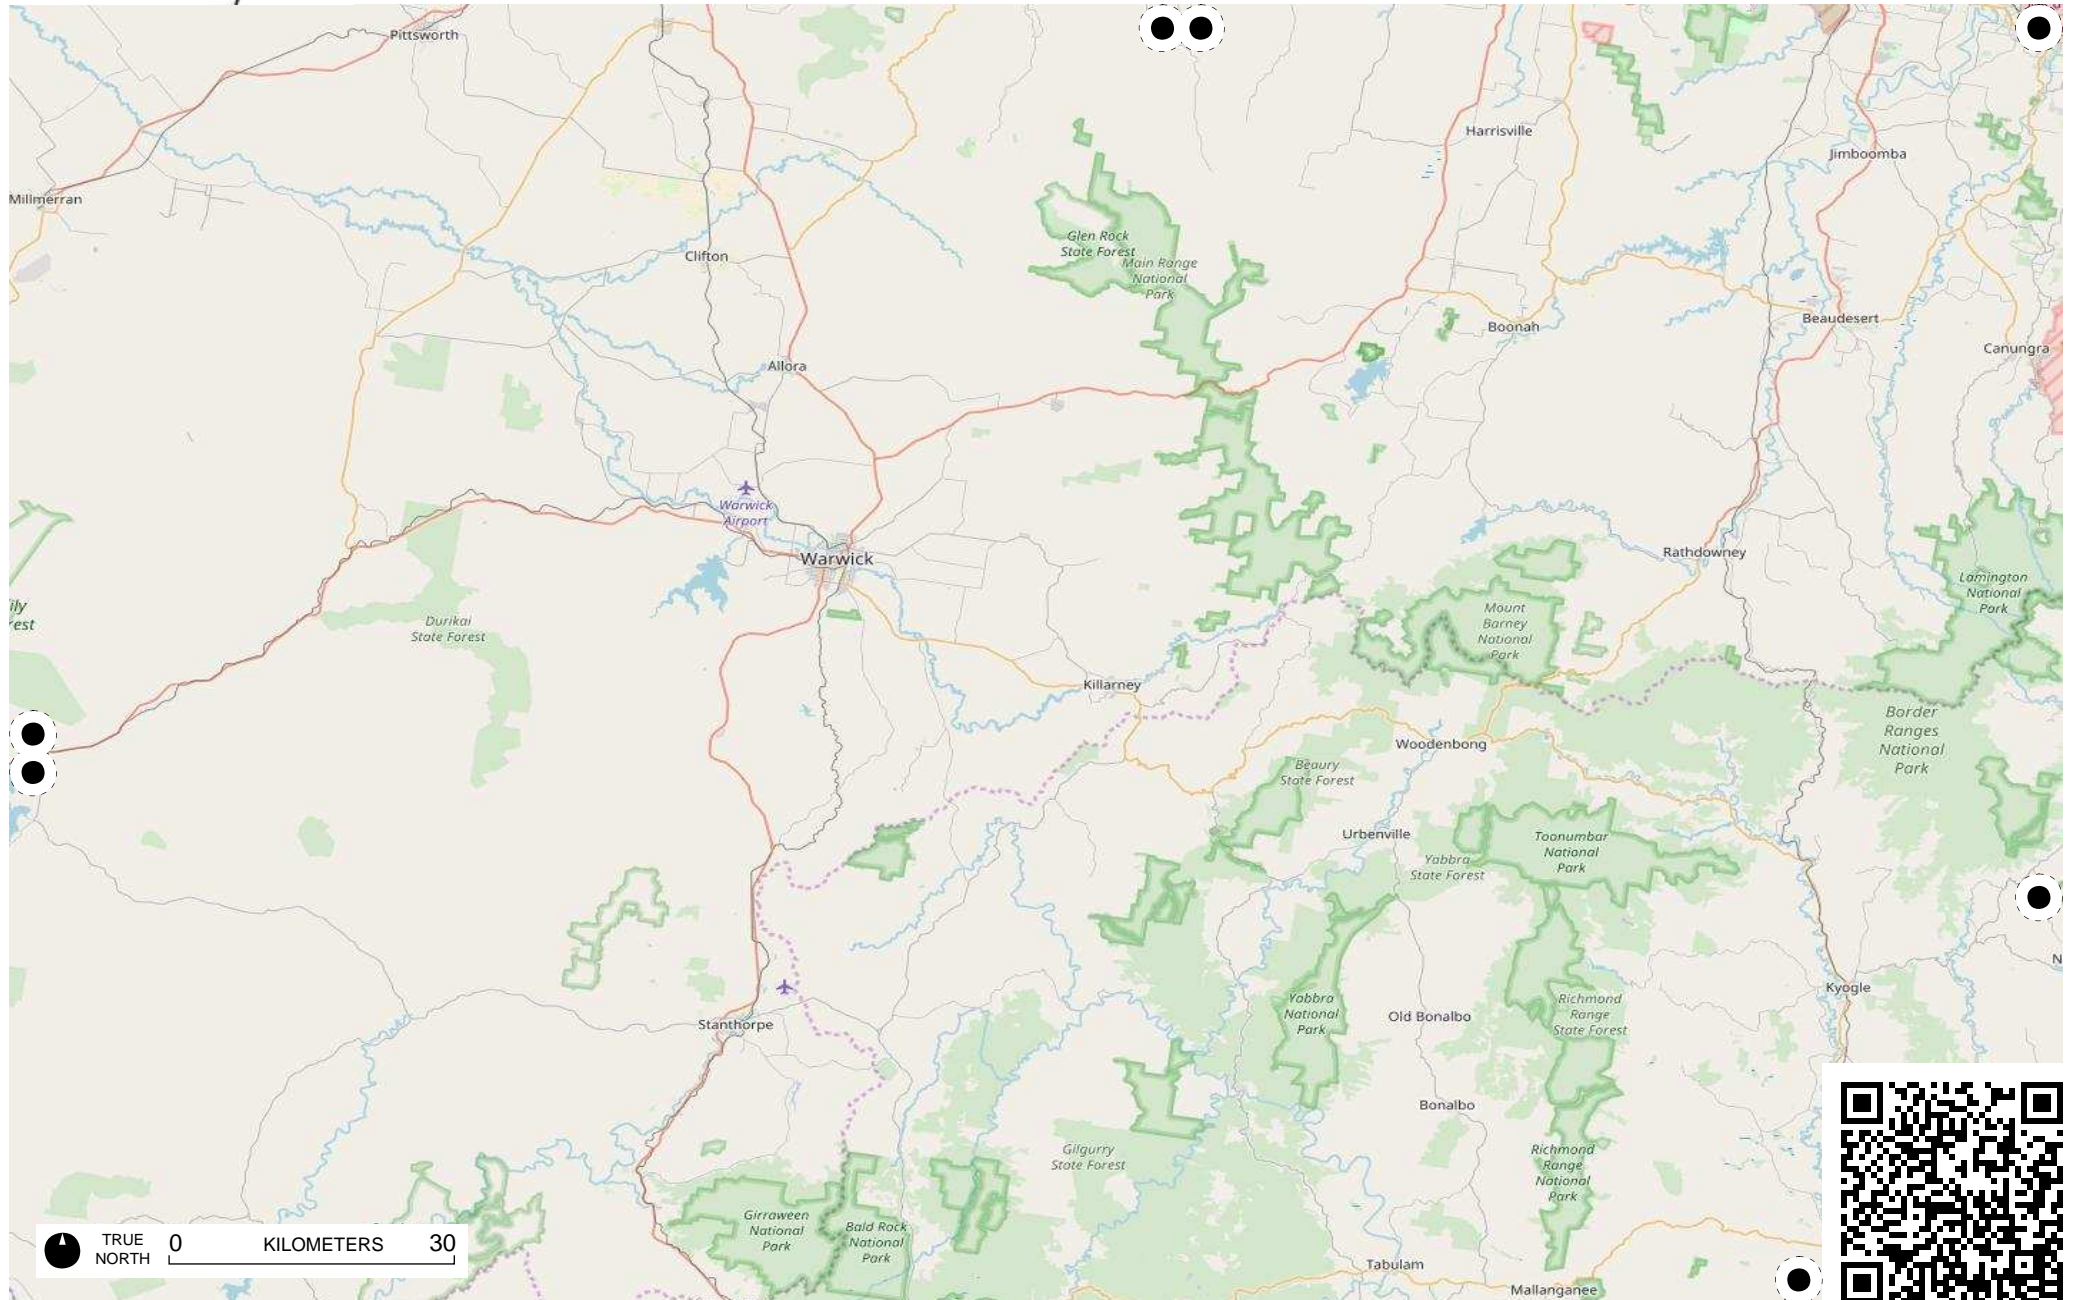 Pittsworth
Harrisville
Jimboomba
Millmerran
Glen Rock
State Forest
Main Range
National
Park
Clifton
Boonah
Beaudesert
Canungra
Allora
Warwick
Airport
Warwick
Rathdowney
Lamington
National
Park
ily
rest
Durikai
State Forest
Mount
Barney
National
Park
Killarney
Border
Ranges
National
Park
Woodenbong
Beaury
State Forest
Urbenville
Toonumbar
National
Park
Yabbra
State Forest
N
Kyogle
Yabbra
National
Park
Old Bonalbo
Richmond
Range
State Forest
Stanthorpe
Bonalbo
Gilgurry
State Forest
Richmond
Range
National
Park
Girraween
National
Park
Bald Rock
National
Park
TRUE
NORTH
0 KILOMETERS 30
Tabulam
Mallanganee